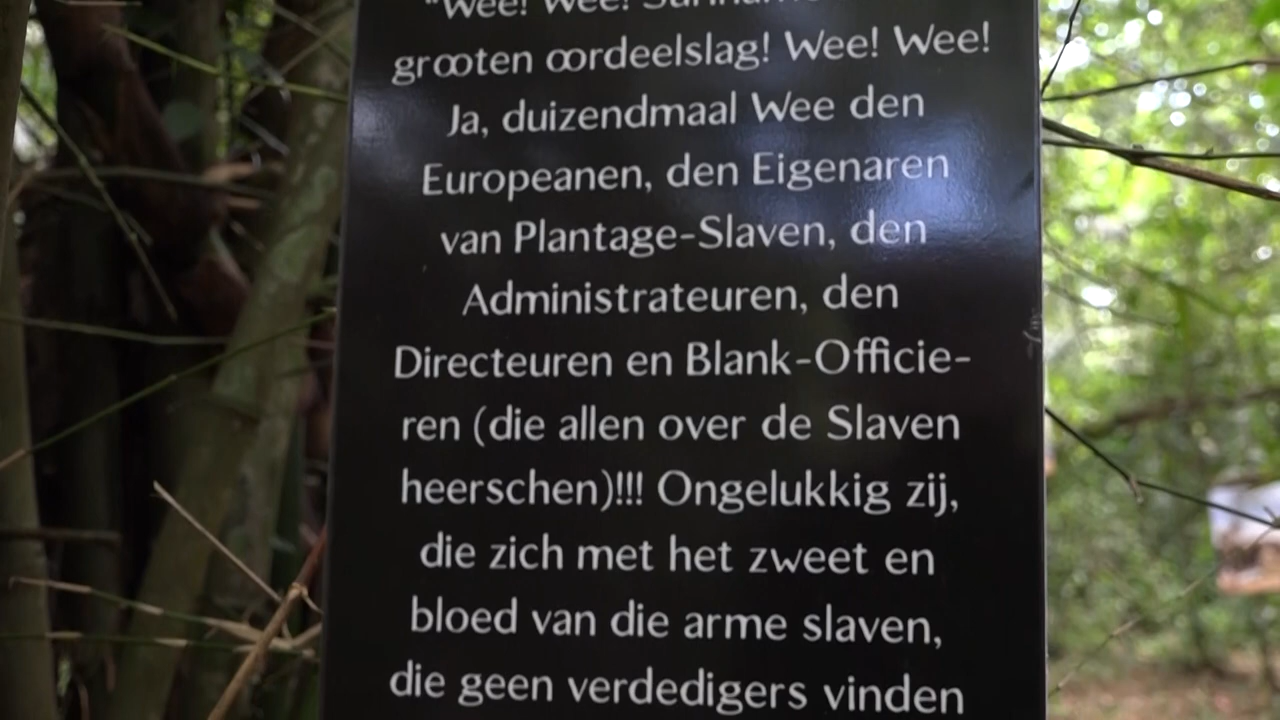 "Wee! Wee!
grooten oordeelslag! Wee! Wee!
Ja, duizendmaal Wee den
Europeanen, den Eigenaren
van Plantage-Slaven, den
Administrateuren, den
Directeuren en Blank-Officie-
ren (die allen over de Slaven
heerschen)!!! Ongelukkig zij,
die zich met het zweet en
bloed van die arme slaven,
die geen verdedigers vinden